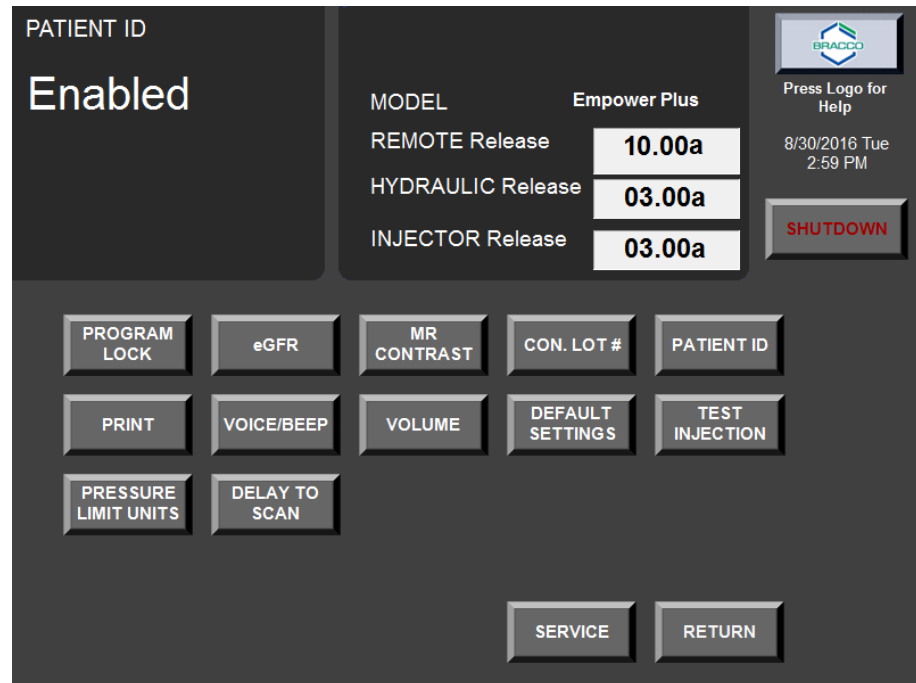 PATIENT ID
Enabled
MODEL Empower Plus
REMOTE Release 10.00a
HYDRAULIC Release 03.00a
INJECTOR Release 03.00a
BRACCO
Press Logo for
Help
8/30/2016 Tue
2:59 PM
SHUTDOWN
PROGRAM
LOCK
eGFR
MR
CONTRAST
CON. LOT #
PATIENT ID
PRINT
VOICE/BEEP
VOLUME
DEFAULT
SETTINGS
TEST
INJECTION
PRESSURE
LIMIT UNITS
DELAY TO
SCAN
SERVICE
RETURN